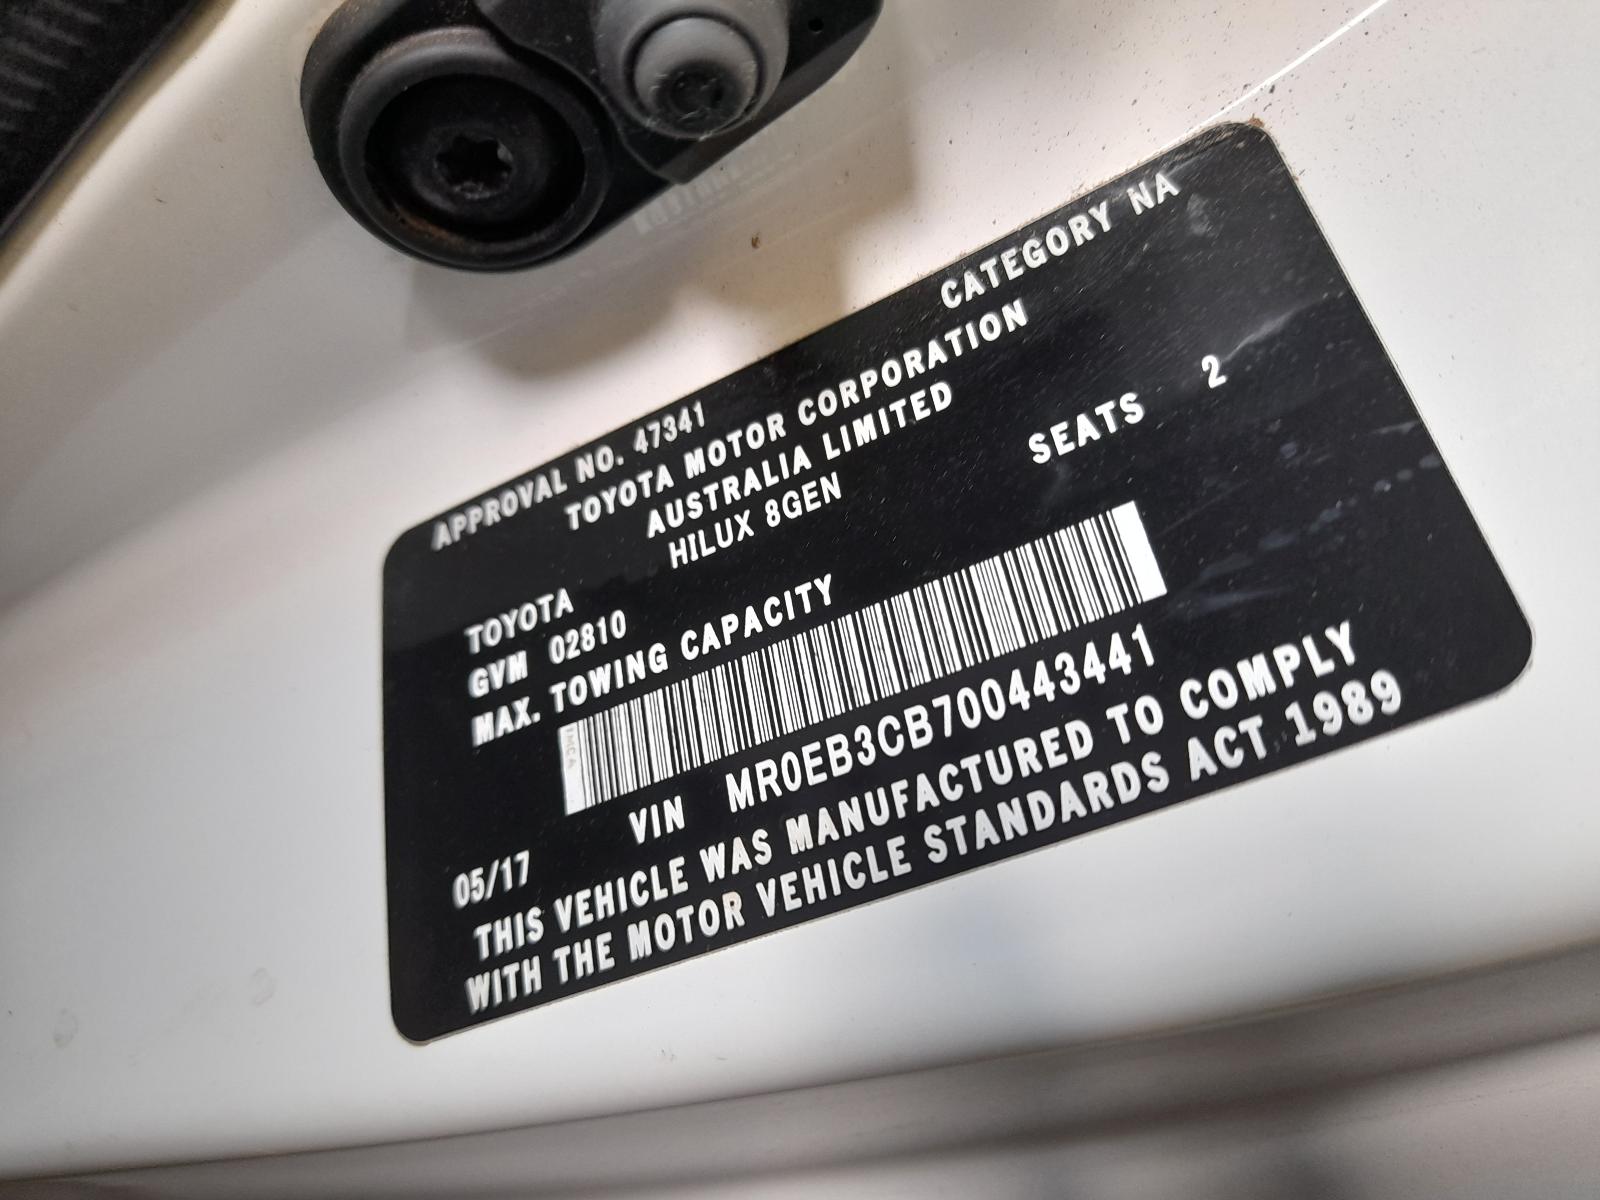 APPROVAL NO. 47341 CATEGORY NA
TOYOTA MOTOR CORPORATION
AUSTRALIA LIMITED
TOYOTA HILUX 8GEN
GVM 02810 SEATS 2
MAX. TOWING CAPACITY
IMCA
VIN MR0EB3CB700443441
05/17
THIS VEHICLE WAS MANUFACTURED TO COMPLY
WITH THE MOTOR VEHICLE STANDARDS ACT 1989